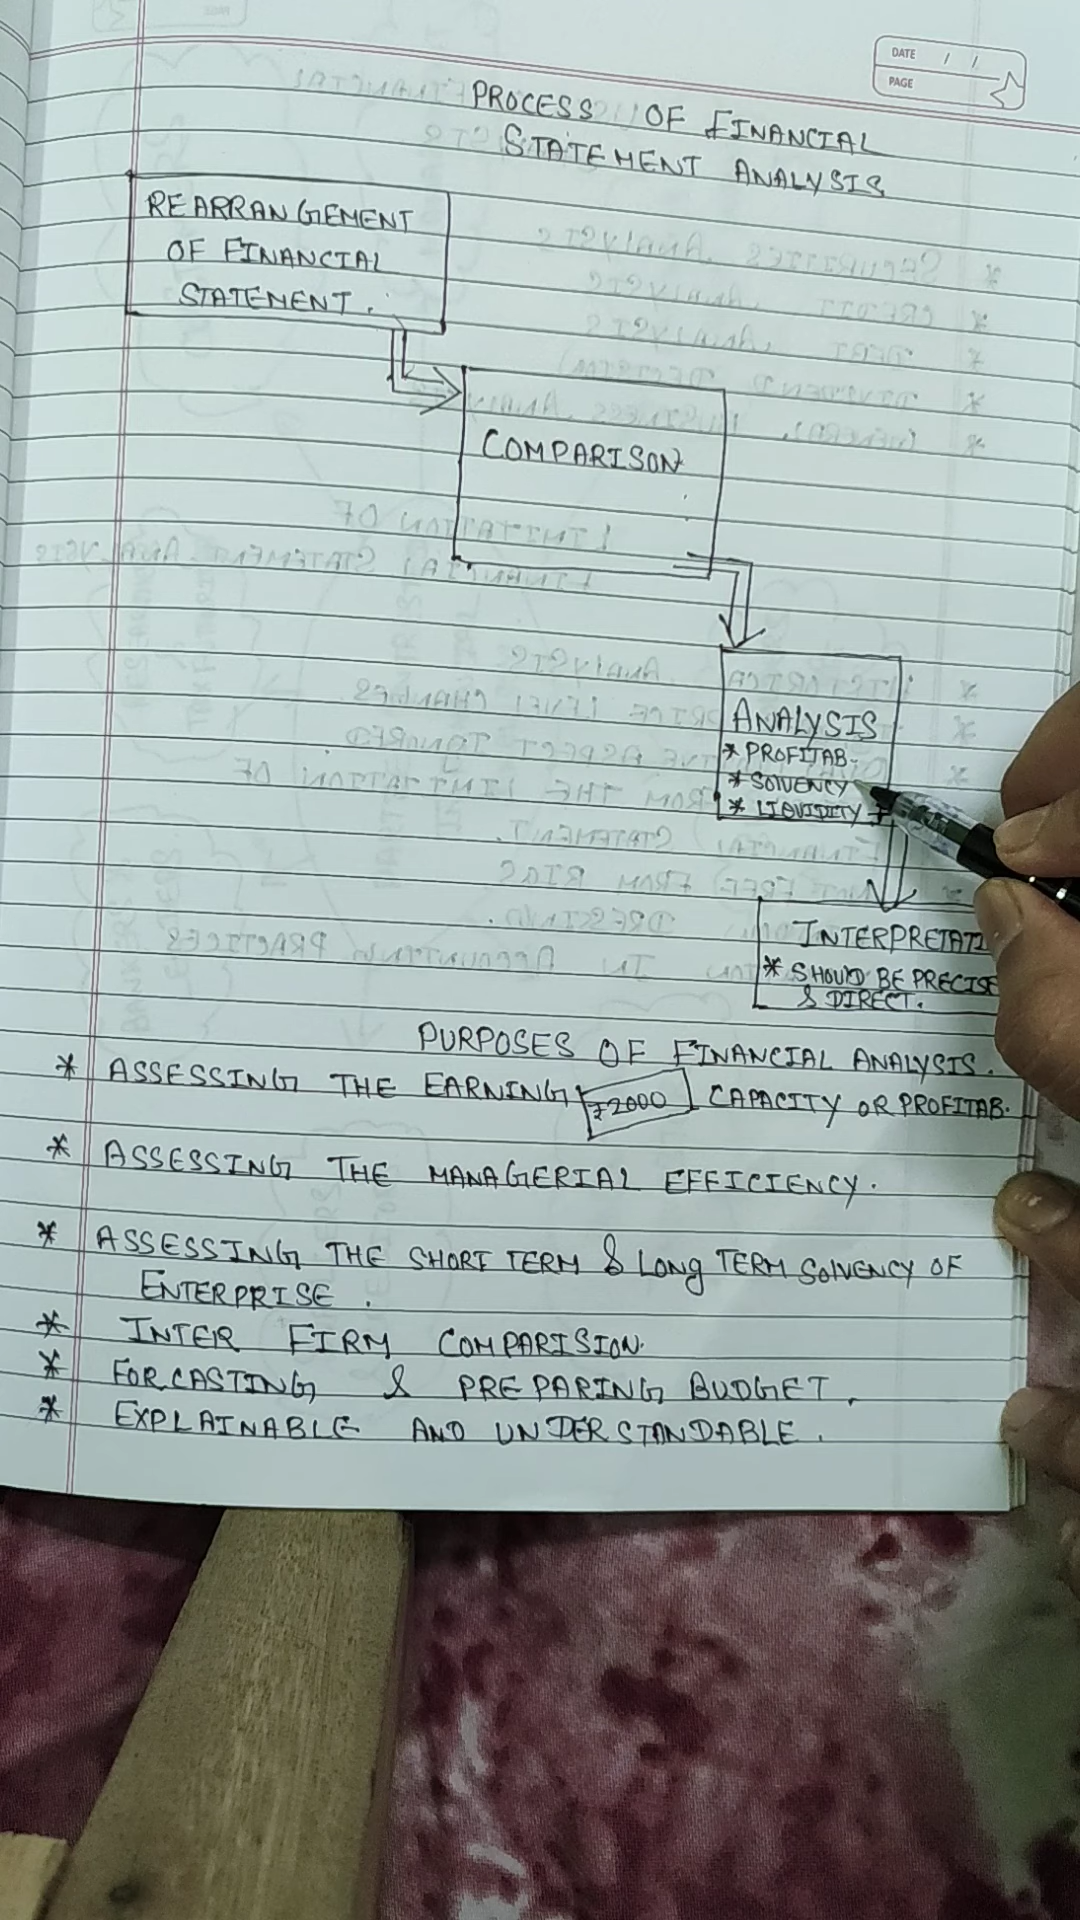 DATE / /
PAGE
PROCESS OF FINANCIAL
STATEMENT ANALYSIS
REARRANGEMENT
OF FINANCIAL
STATEMENT.
COMPARISON
ANALYSIS
* PROFITAB-
* SOLVENCY
* LIQUIDITY
INTERPRETATI
* SHOULD BE PRECISE
& DIRECT.
PURPOSES OF FINANCIAL ANALYSIS.
* ASSESSING THE EARNING ₹2000 CAPACITY OR PROFITAB.
* ASSESSING THE MANAGERIAL EFFICIENCY.
* ASSESSING THE SHORT TERM & LONG TERM SOLVENCY OF
ENTERPRISE.
* INTER FIRM COMPARISION.
* FORCASTING & PREPARING BUDGET.
* EXPLAINABLE AND UNDERSTANDABLE.